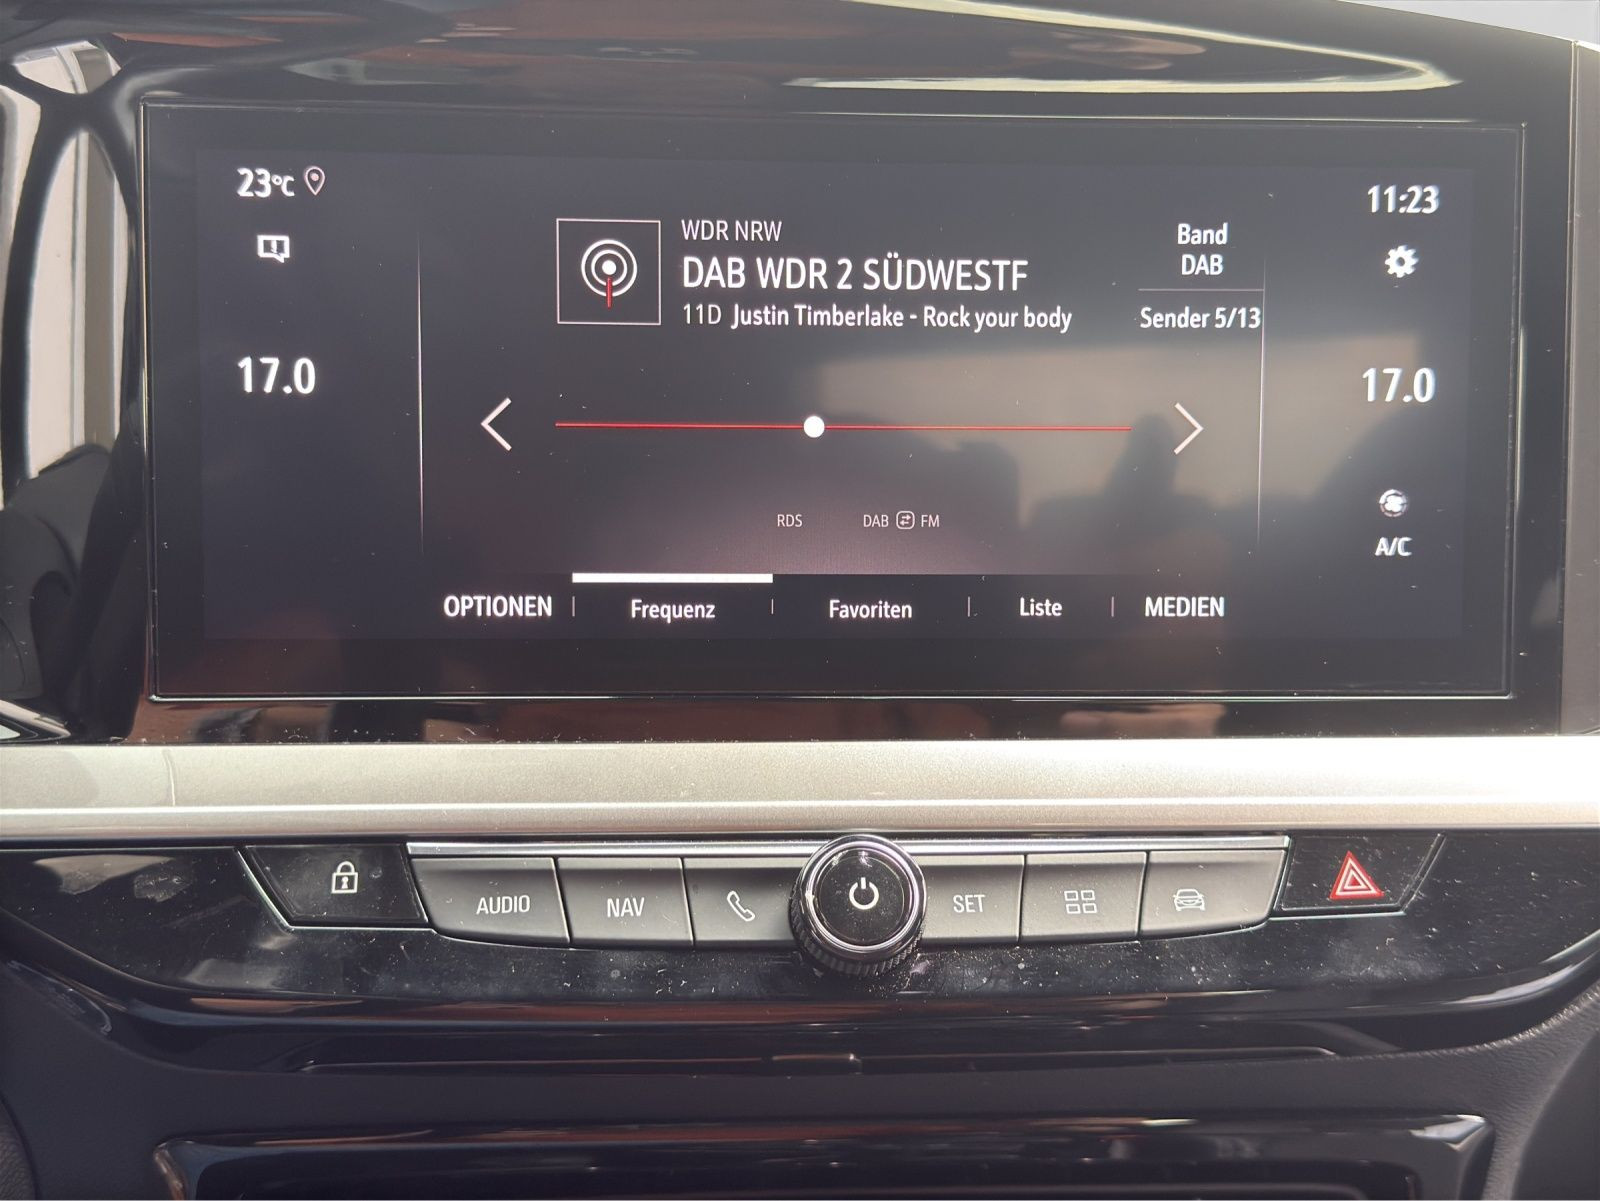 23°C
11:23
WDR NRW
DAB WDR 2 SÜDWESTF
11D Justin Timberlake - Rock your body
Band
DAB
Sender 5/13
17.0
17.0
RDS
DAB FM
A/C
OPTIONEN
Frequenz
Favoriten
Liste
MEDIEN
AUDIO
NAV
SET